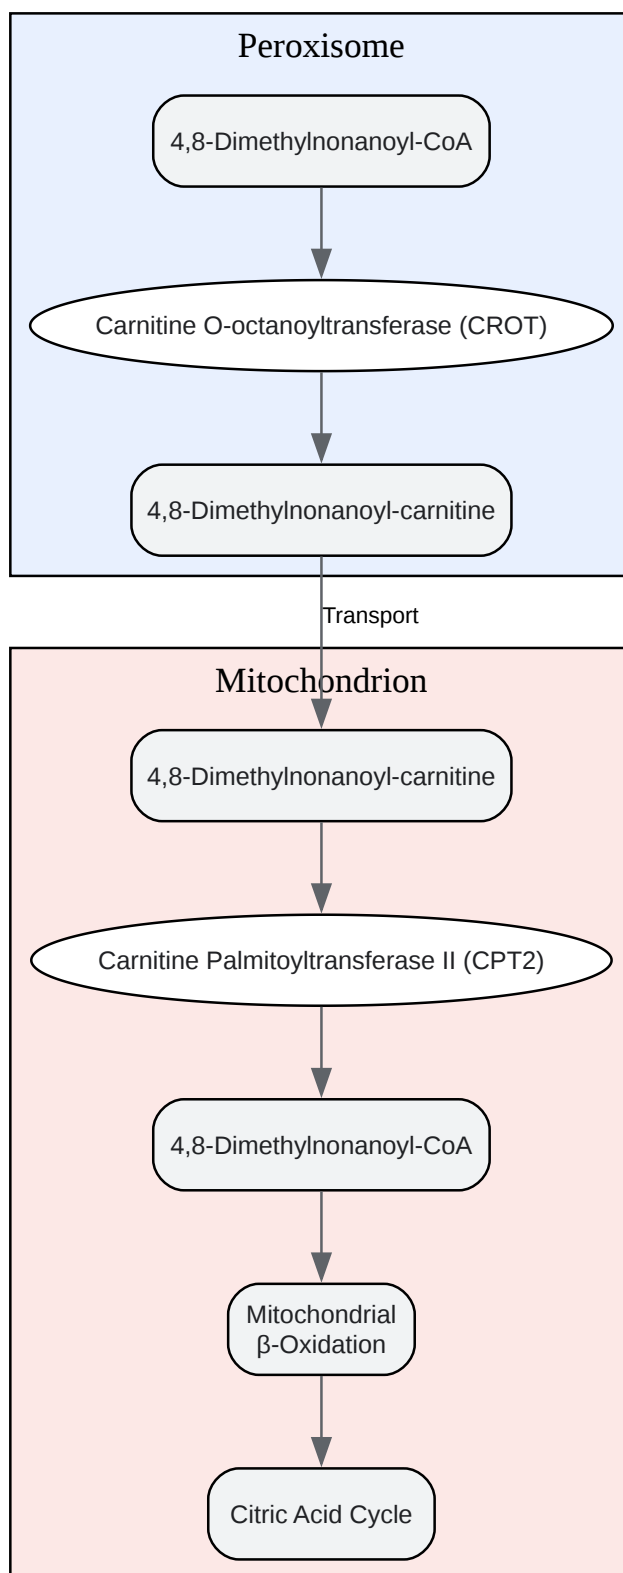 Peroxisome
4,8-Dimethylnonanoyl-CoA
Carnitine O-octanoyltransferase (CROT)
4,8-Dimethylnonanoyl-carnitine
Transport
Mitochondrion
4,8-Dimethylnonanoyl-carnitine
Carnitine Palmitoyltransferase II (CPT2)
4,8-Dimethylnonanoyl-CoA
Mitochondrial
β-Oxidation
Citric Acid Cycle